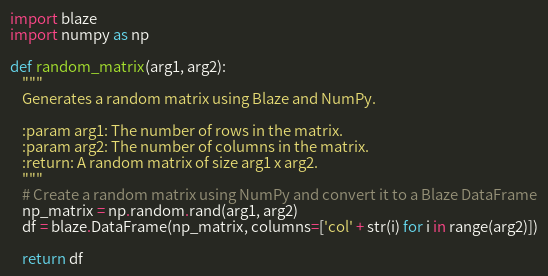 import blaze
import numpy as np
def random_matrix(arg1, arg2):
"""
Generates a random matrix using Blaze and NumPy.
:param arg1: The number of rows in the matrix.
:param arg2: The number of columns in the matrix.
:return: A random matrix of size arg1 x arg2.
"""
# Create a random matrix using NumPy and convert it to a Blaze DataFrame
np_matrix = np.random.rand(arg1, arg2)
df = blaze.DataFrame(np_matrix, columns=['col' + str(i) for i in range(arg2)])
return df